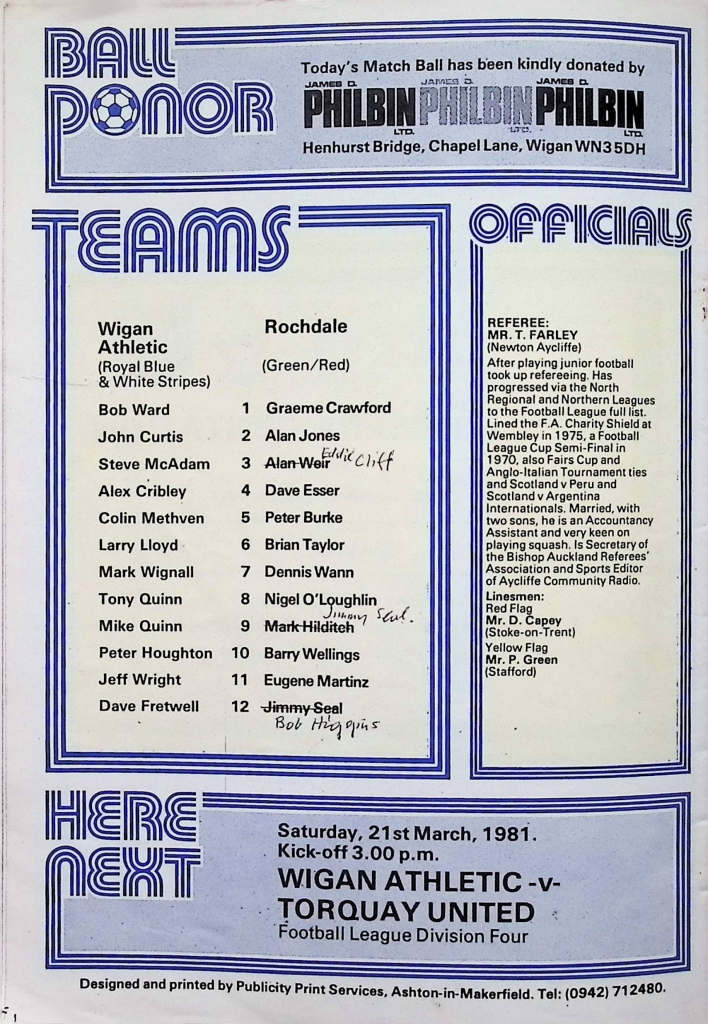 BALL DONOR
Today's Match Ball has been kindly donated by
JAMES D. PHILBIN LTD. JAMES D. PHILBIN LTD. JAMES D. PHILBIN LTD.
Henhurst Bridge, Chapel Lane, Wigan WN3 5DH
TEAMS
Wigan Athletic
(Royal Blue & White Stripes)
Rochdale
(Green/Red)
Bob Ward 1 Graeme Crawford
John Curtis 2 Alan Jones
Steve McAdam 3 Alan Weir Eddie Cliff
Alex Cribley 4 Dave Esser
Colin Methven 5 Peter Burke
Larry Lloyd 6 Brian Taylor
Mark Wignall 7 Dennis Wann
Tony Quinn 8 Nigel O'Loughlin
Jimmy Seal.
Mike Quinn 9 Mark Hilditch
Peter Houghton 10 Barry Wellings
Jeff Wright 11 Eugene Martinz
Dave Fretwell 12 Jimmy Seal
Bob Higgins
OFFICIALS
REFEREE:
MR. T. FARLEY
(Newton Aycliffe)
After playing junior football
took up refereeing. Has
progressed via the North
Regional and Northern Leagues
to the Football League full list.
Lined the F.A. Charity Shield at
Wembley in 1975, a Football
League Cup Semi-Final in
1970, also Fairs Cup and
Anglo-Italian Tournament ties
and Scotland v Peru and
Scotland v Argentina
Internationals. Married, with
two sons, he is an Accountancy
Assistant and very keen on
playing squash. Is Secretary of
the Bishop Auckland Referees'
Association and Sports Editor
of Aycliffe Community Radio.
Linesmen:
Red Flag
Mr. D. Capey
(Stoke-on-Trent)
Yellow Flag
Mr. P. Green
(Stafford)
HERE NEXT
Saturday, 21st March, 1981.
Kick-off 3.00 p.m.
WIGAN ATHLETIC -v-
TORQUAY UNITED
Football League Division Four
Designed and printed by Publicity Print Services, Ashton-in-Makerfield. Tel: (0942) 712480.